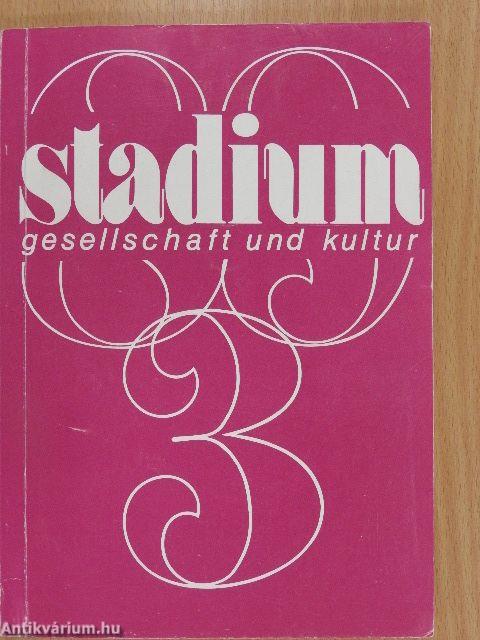 stadium
gesellschaft und kultur
3
Antikvárium.hu